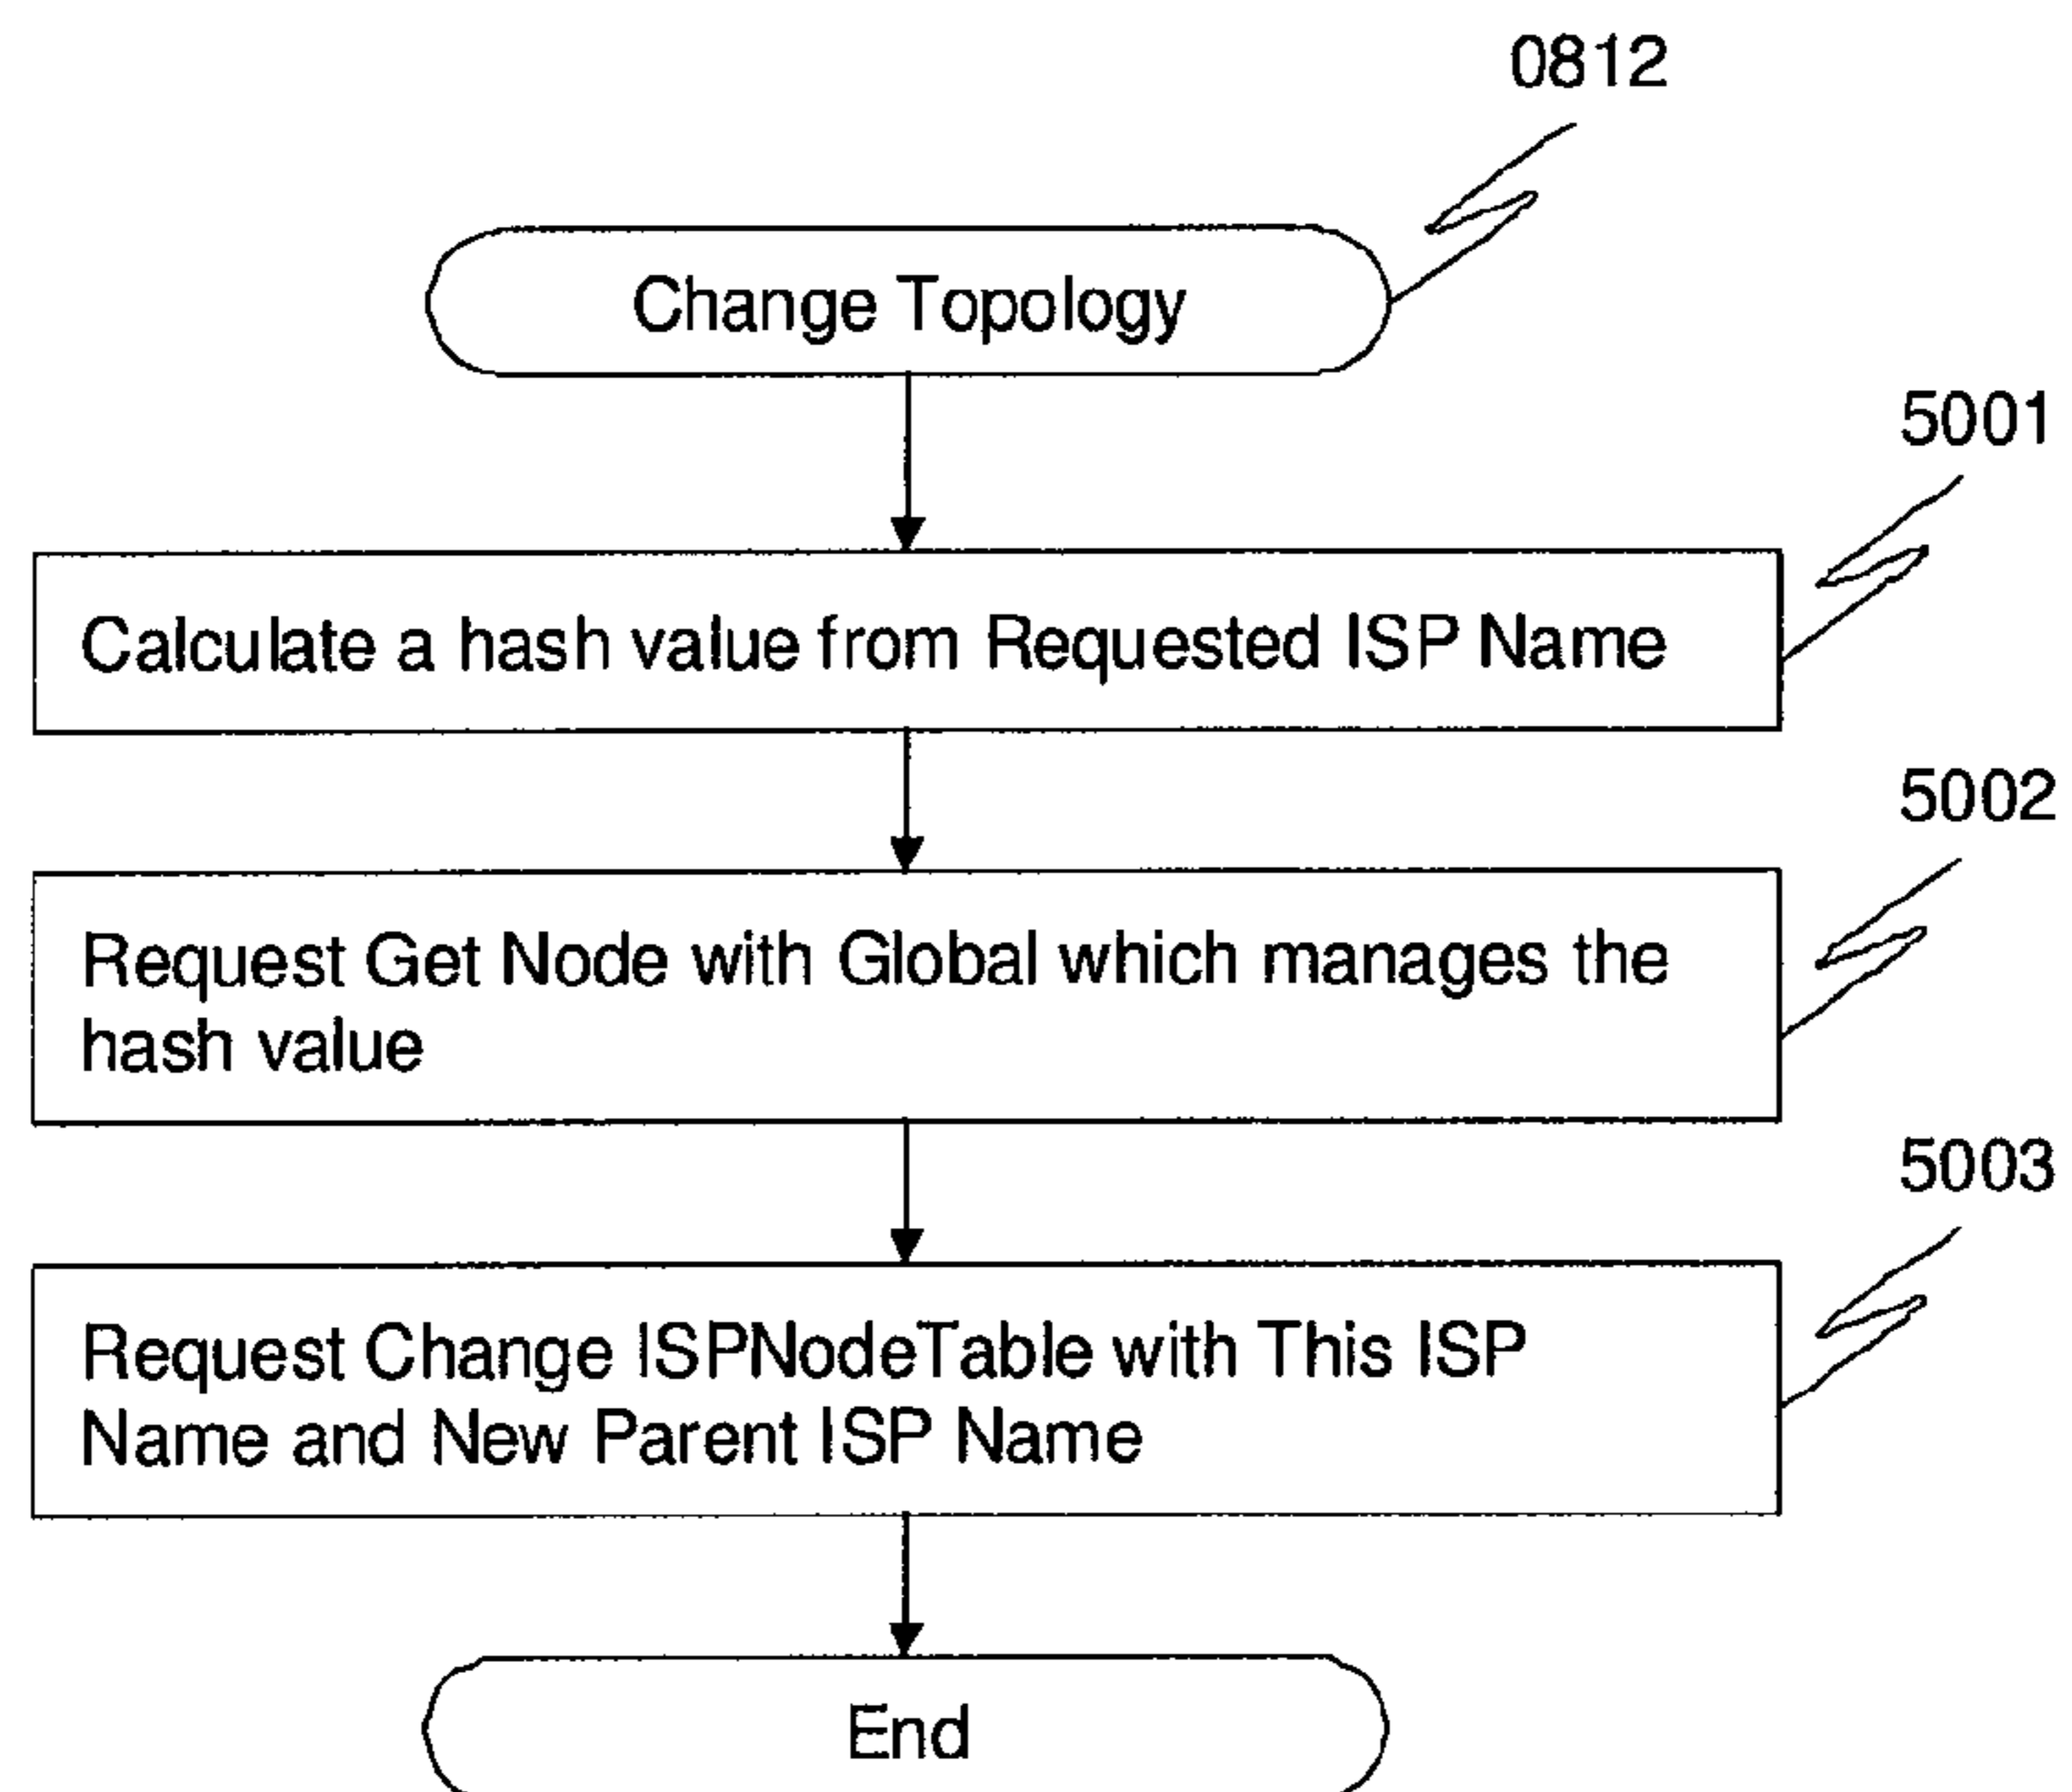 0812
Change Topology
5001
Calculate a hash value from Requested ISP Name
5002
Request Get Node with Global which manages the
hash value
5003
Request Change ISPNodeTable with This ISP
Name and New Parent ISP Name
End